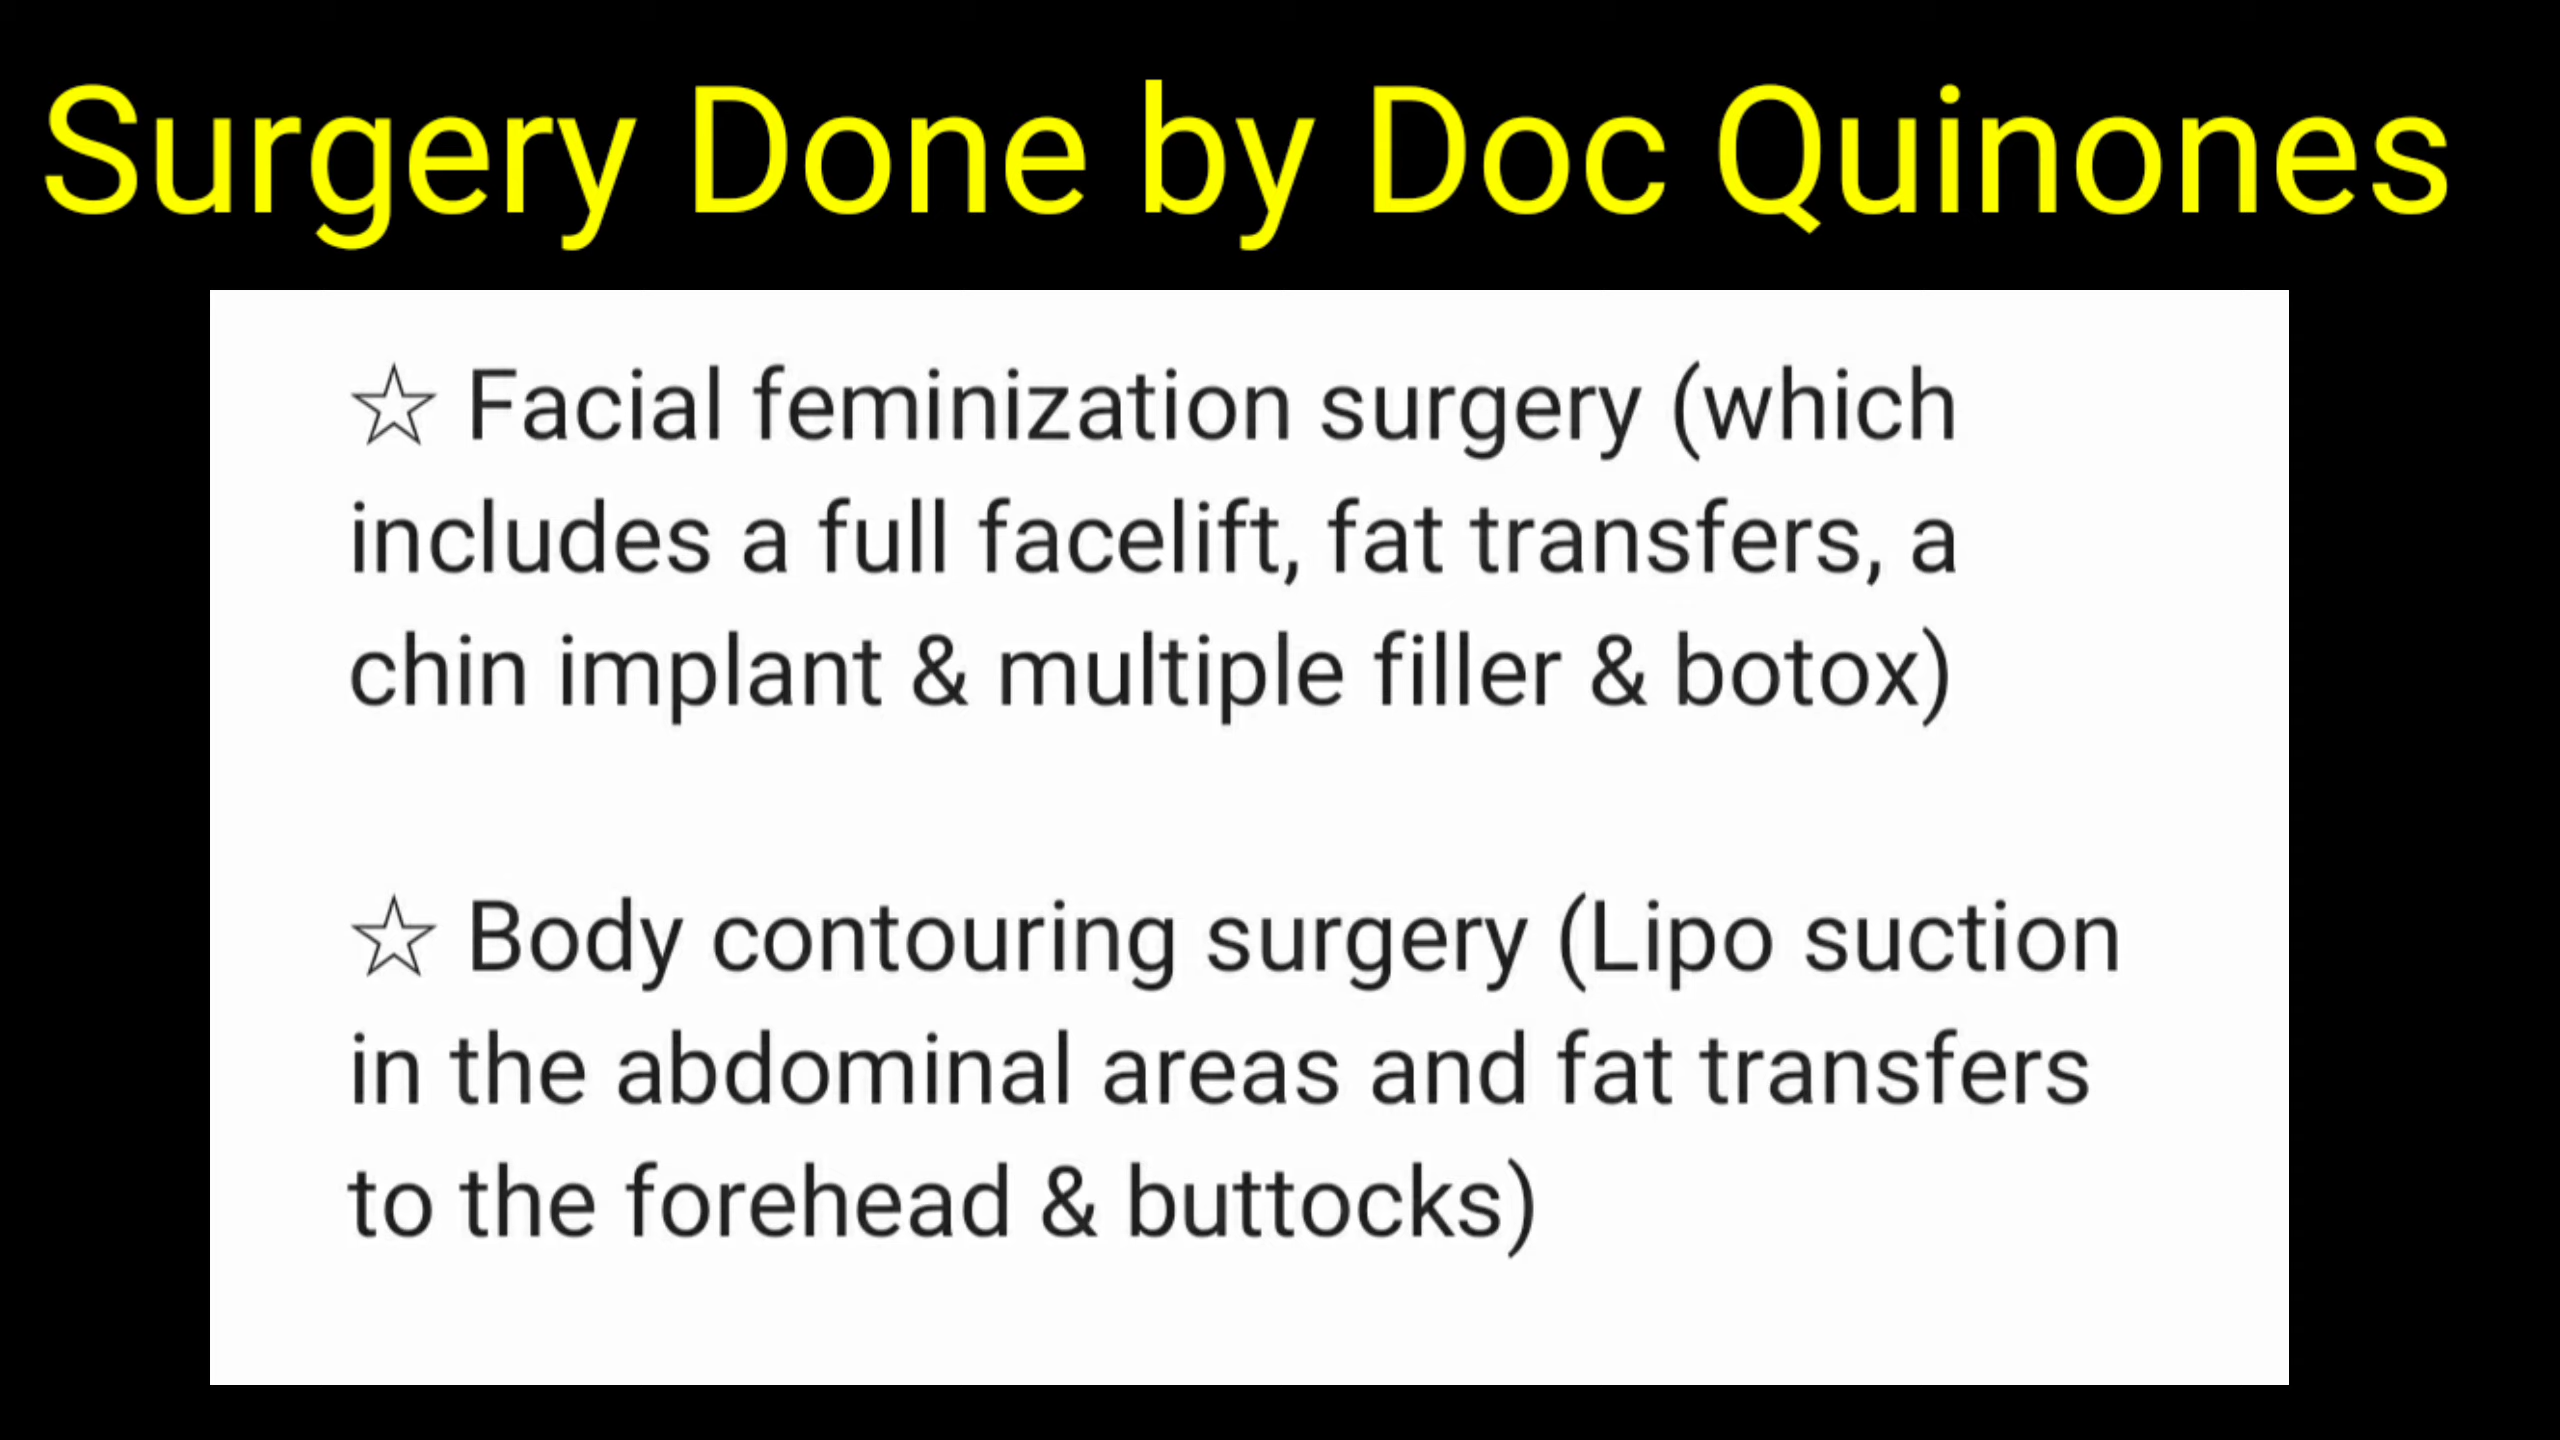 Surgery Done by Doc Quinones
☆ Facial feminization surgery (which
includes a full facelift, fat transfers, a
chin implant & multiple filler & botox)
☆ Body contouring surgery (Lipo suction
in the abdominal areas and fat transfers
to the forehead & buttocks)